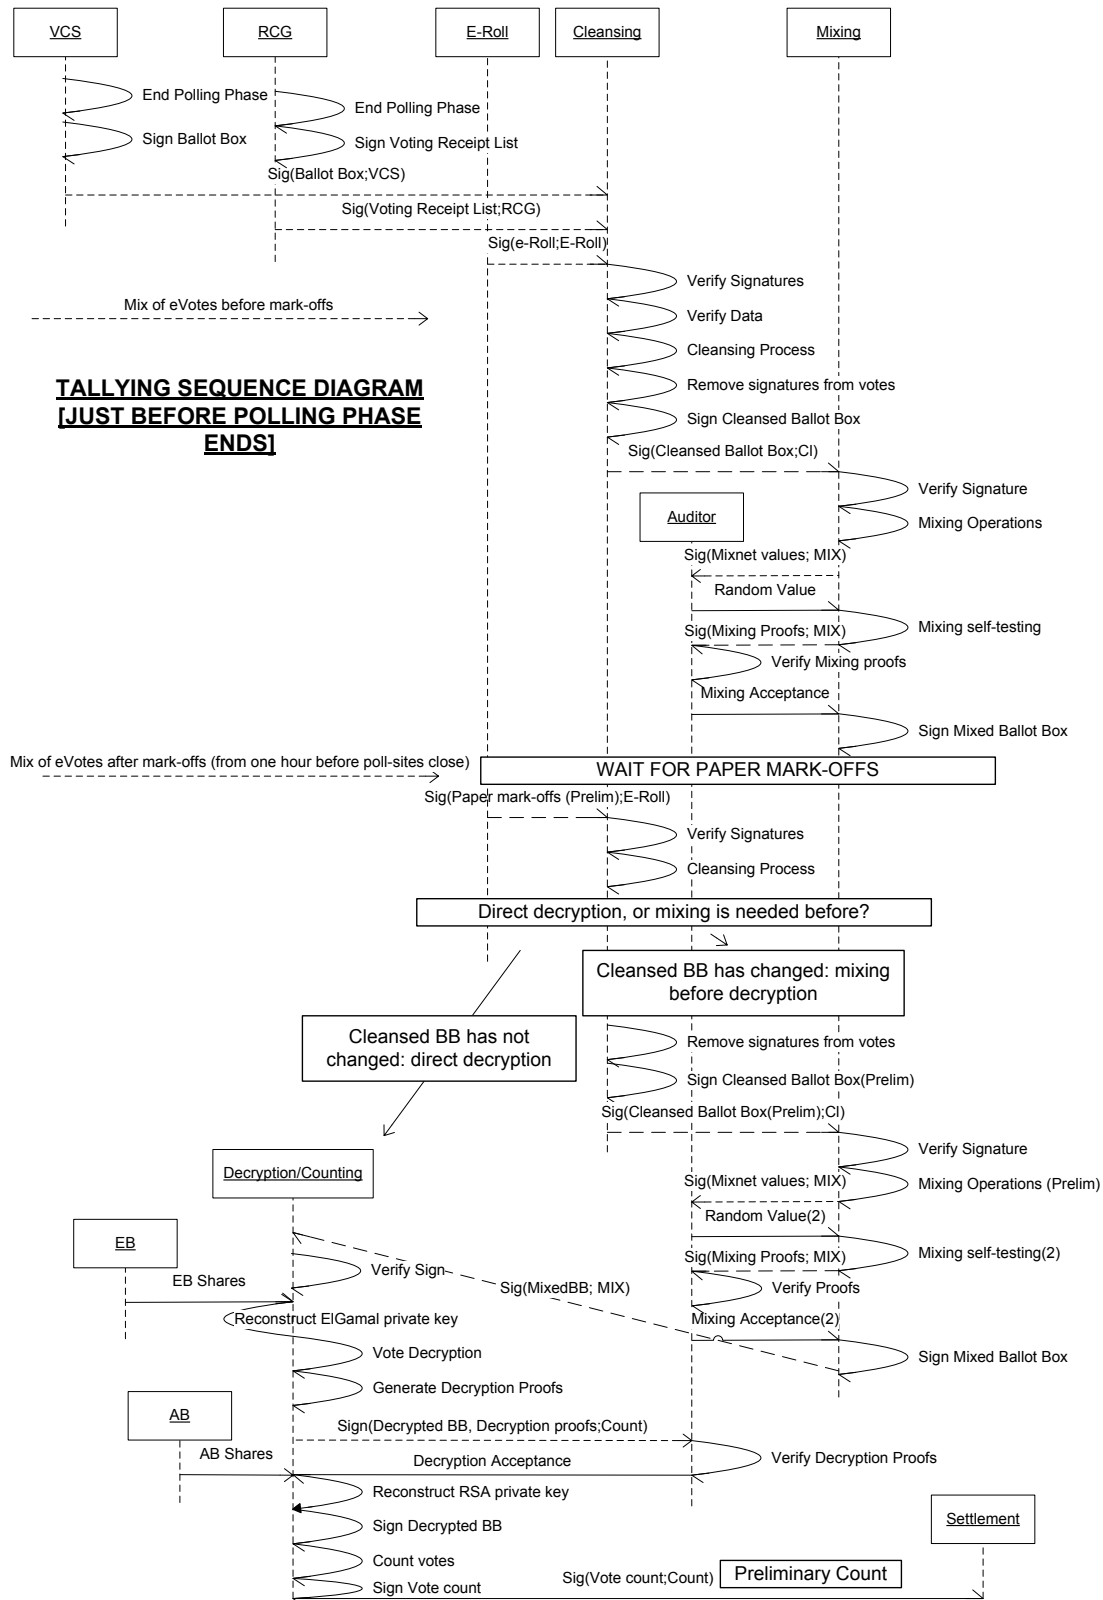 VCS
RCG
E-Roll
Cleansing
Mixing
End Polling Phase
End Polling Phase
Sign Ballot Box
Sign Voting Receipt List
Sig(Ballot Box;VCS)
Sig(Voting Receipt List;RCG)
Sig(e-Roll;E-Roll)
Verify Signatures
Mix of eVotes before mark-offs
Verify Data
Cleansing Process
TALLYING SEQUENCE DIAGRAM
[JUST BEFORE POLLING PHASE
ENDS]
Remove signatures from votes
Sign Cleansed Ballot Box
Sig(Cleansed Ballot Box;Cl)
Verify Signature
Auditor
Mixing Operations
Sig(Mixnet values; MIX)
Random Value
Mixing self-testing
Sig(Mixing Proofs; MIX)
Verify Mixing proofs
Mixing Acceptance
Sign Mixed Ballot Box
Mix of eVotes after mark-offs (from one hour before poll-sites close)
WAIT FOR PAPER MARK-OFFS
Sig(Paper mark-offs (Prelim);E-Roll)
Verify Signatures
Cleansing Process
Direct decryption, or mixing is needed before?
Cleansed BB has changed: mixing
before decryption
Cleansed BB has not
changed: direct decryption
Remove signatures from votes
Sign Cleansed Ballot Box(Prelim)
Sig(Cleansed Ballot Box(Prelim);Cl)
Verify Signature
Decryption/Counting
Sig(Mixnet values; MIX)
Mixing Operations (Prelim)
Random Value(2)
EB
Mixing self-testing(2)
Sig(Mixing Proofs; MIX)
Verify Sign
EB Shares
Sig(MixedBB; MIX)
Verify Proofs
Reconstruct ElGamal private key
Mixing Acceptance(2)
Vote Decryption
Sign Mixed Ballot Box
Generate Decryption Proofs
AB
Sign(Decrypted BB, Decryption proofs;Count)
AB Shares
Decryption Acceptance
Verify Decryption Proofs
Reconstruct RSA private key
Sign Decrypted BB
Settlement
Count votes
Sign Vote count
Sig(Vote count;Count)
Preliminary Count